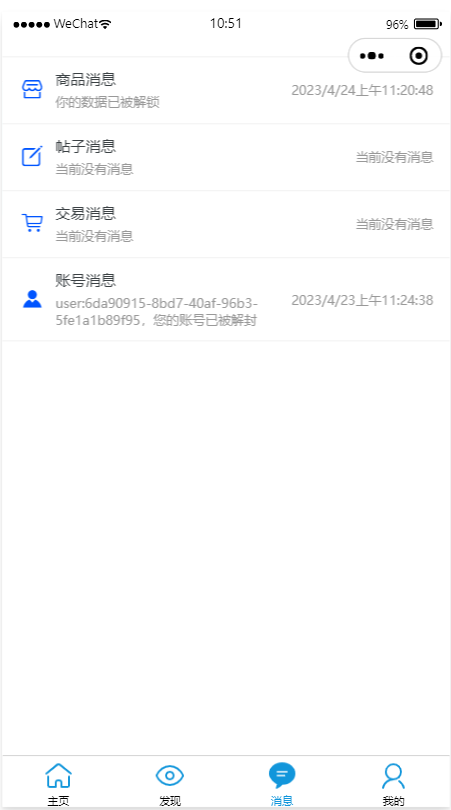 WeChat 10:51 96%
商品消息
你的数据已被解锁
2023/4/24上午11:20:48
帖子消息
当前没有消息
当前没有消息
交易消息
当前没有消息
当前没有消息
账号消息
user:6da90915-8bd7-40af-96b3-
5fe1a1b89f95，您的账号已被解封
2023/4/23上午11:24:38
主页 发现 消息 我的